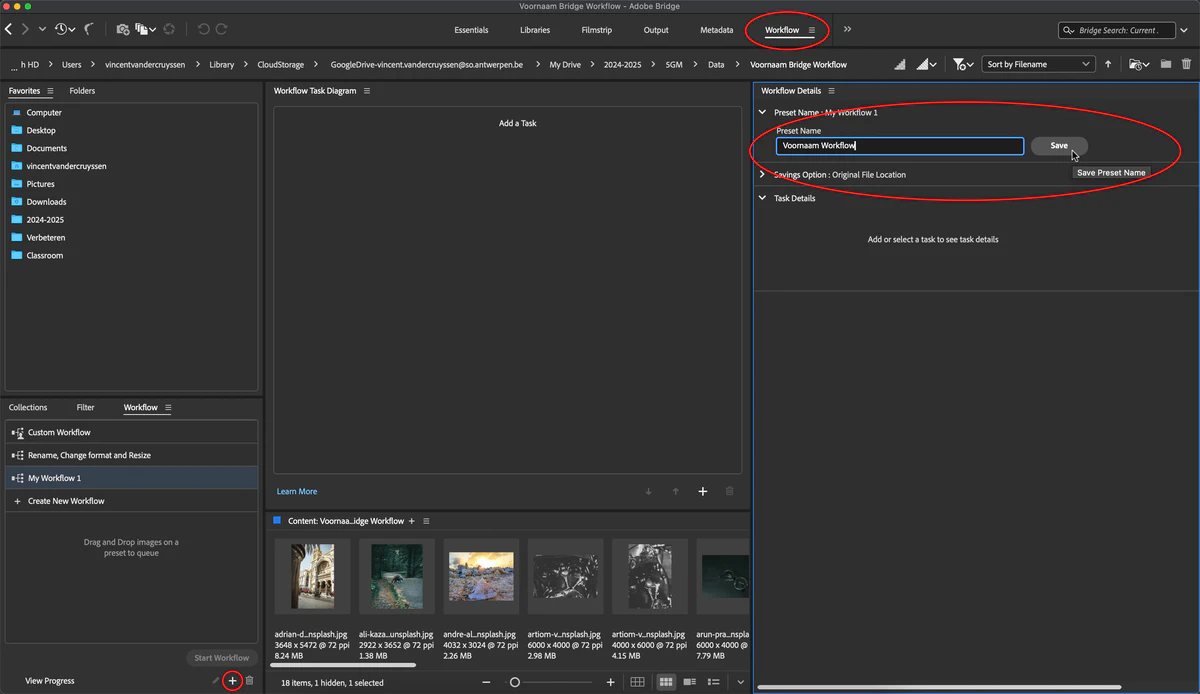 Voornaam Bridge Workflow - Adobe Bridge
Essentials Libraries Filmstrip Output Metadata Workflow
Bridge Search: Current .
... h HD Users vincentvandercruyssen Library CloudStorage GoogleDrive-vincent.vandercruyssen@so.antwerpen.be My Drive 2024-2025 5GM Data Voornaam Bridge Workflow
Sort by Filename
Favorites Folders
Computer
Desktop
Documents
vincentvandercruyssen
Pictures
Downloads
2024-2025
Verbeteren
Classroom
Collections Filter Workflow
Custom Workflow
Rename, Change format and Resize
My Workflow 1
+ Create New Workflow
Drag and Drop images on a
preset to queue
Start Workflow
View Progress
Workflow Task Diagram
Add a Task
Learn More
Content: Voornaa...idge Workflow
adrian-d...nsplash.jpg
3648 x 5472 @ 72 ppi
8.24 MB
ali-kaza...unsplash.jpg
2922 x 3652 @ 72 ppi
1.38 MB
andre-al...nsplash.jpg
4032 x 3024 @ 72 ppi
2.26 MB
artiom-v...nsplash.jpg
6000 x 4000 @ 72 ppi
2.98 MB
artiom-v...nsplash.jpg
4000 x 6000 @ 72 ppi
4.15 MB
arun-pra...nspla
6000 x 4000 @
7.79 MB
18 items, 1 hidden, 1 selected
Workflow Details
Preset Name : My Workflow 1
Preset Name
Voornaam Workflow
Save
Save Preset Name
Savings Option : Original File Location
Task Details
Add or select a task to see task details